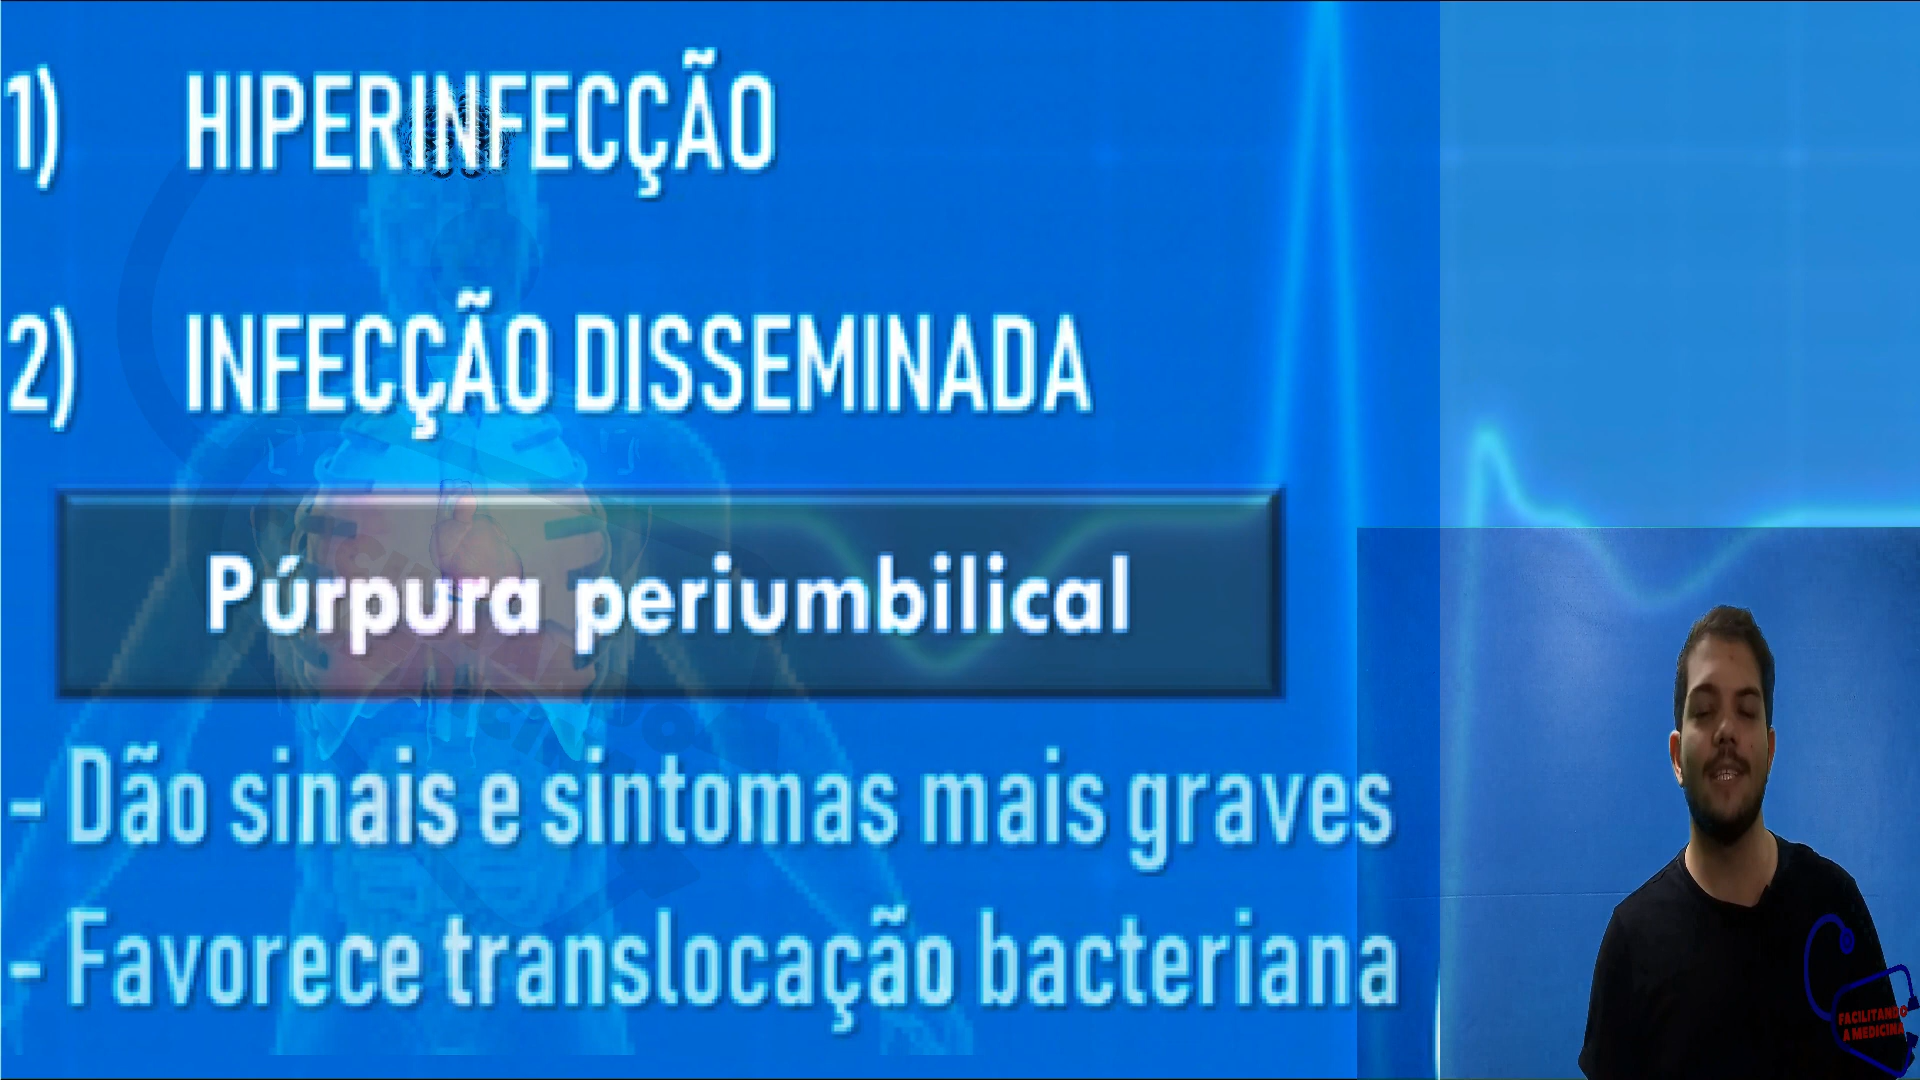 1) HIPERINFECÇÃO
2) INFECÇÃO DISSEMINADA
Púrpura periumbilical
- Dão sinais e sintomas mais graves
- Favorece translocação bacteriana
FACILITANDO
A MEDICINA